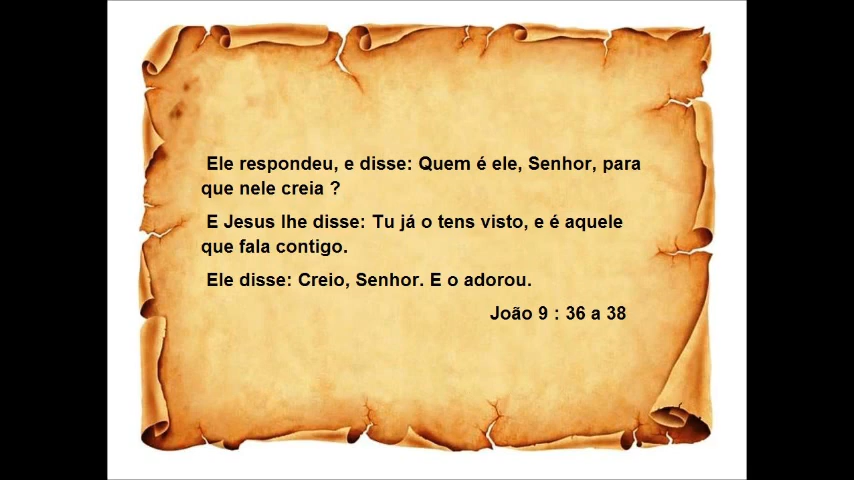 Ele respondeu, e disse: Quem é ele, Senhor, para
que nele creia ?
E Jesus lhe disse: Tu já o tens visto, e é aquele
que fala contigo.
Ele disse: Creio, Senhor. E o adorou.
João 9 : 36 a 38